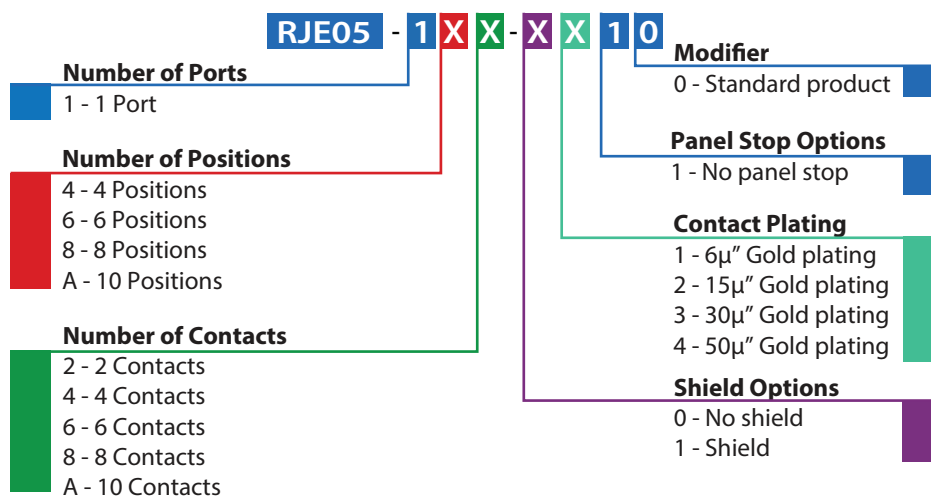 RJE05 - 1 X X - X X 1 0
Number of Ports
1 - 1 Port
Number of Positions
4 - 4 Positions
6 - 6 Positions
8 - 8 Positions
A - 10 Positions
Number of Contacts
2 - 2 Contacts
4 - 4 Contacts
6 - 6 Contacts
8 - 8 Contacts
A - 10 Contacts
Modifier
0 - Standard product
Panel Stop Options
1 - No panel stop
Contact Plating
1 - 6µ” Gold plating
2 - 15µ” Gold plating
3 - 30µ” Gold plating
4 - 50µ” Gold plating
Shield Options
0 - No shield
1 - Shield